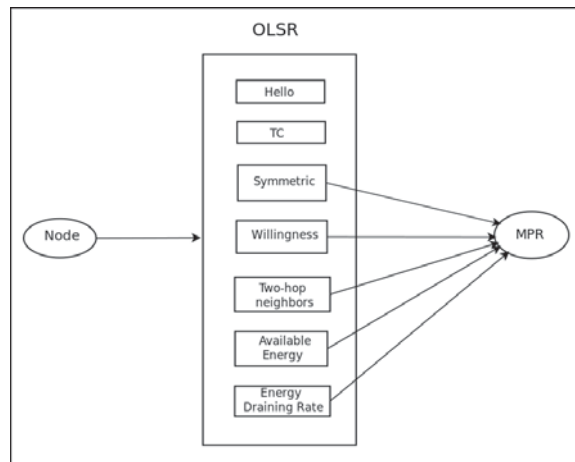 OLSR
Hello
TC
Symmetric
Node
Willingness
MPR
Two-hop
neighbors
Available
Energy
Energy
Draining Rate